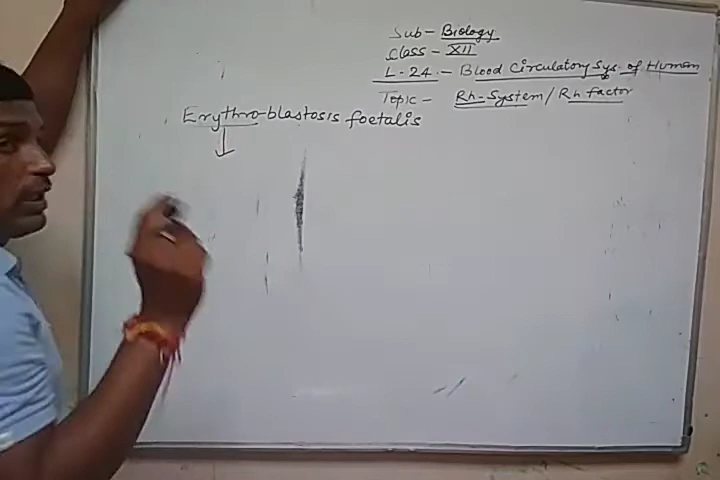 Sub- Biology
Class - XII
L-24. - Blood Circulatory Sys. of Human
Topic - Rh-System/Rh factor
Erythro-blastosis foetalis